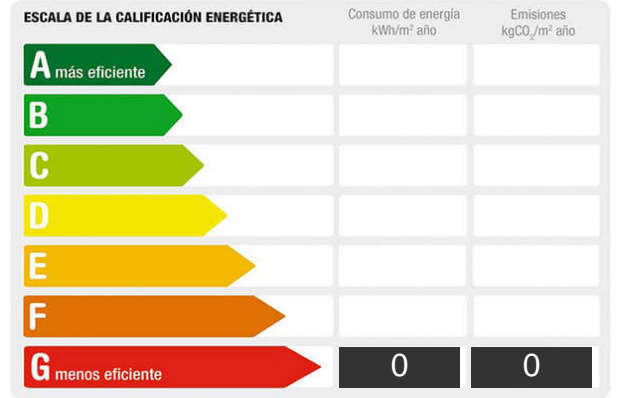 ESCALA DE LA CALIFICACIÓN ENERGÉTICA
Consumo de energía
kWh/m² año
Emisiones
kgCO₂/m² año
A más eficiente
B
C
D
E
F
G menos eficiente
0
0